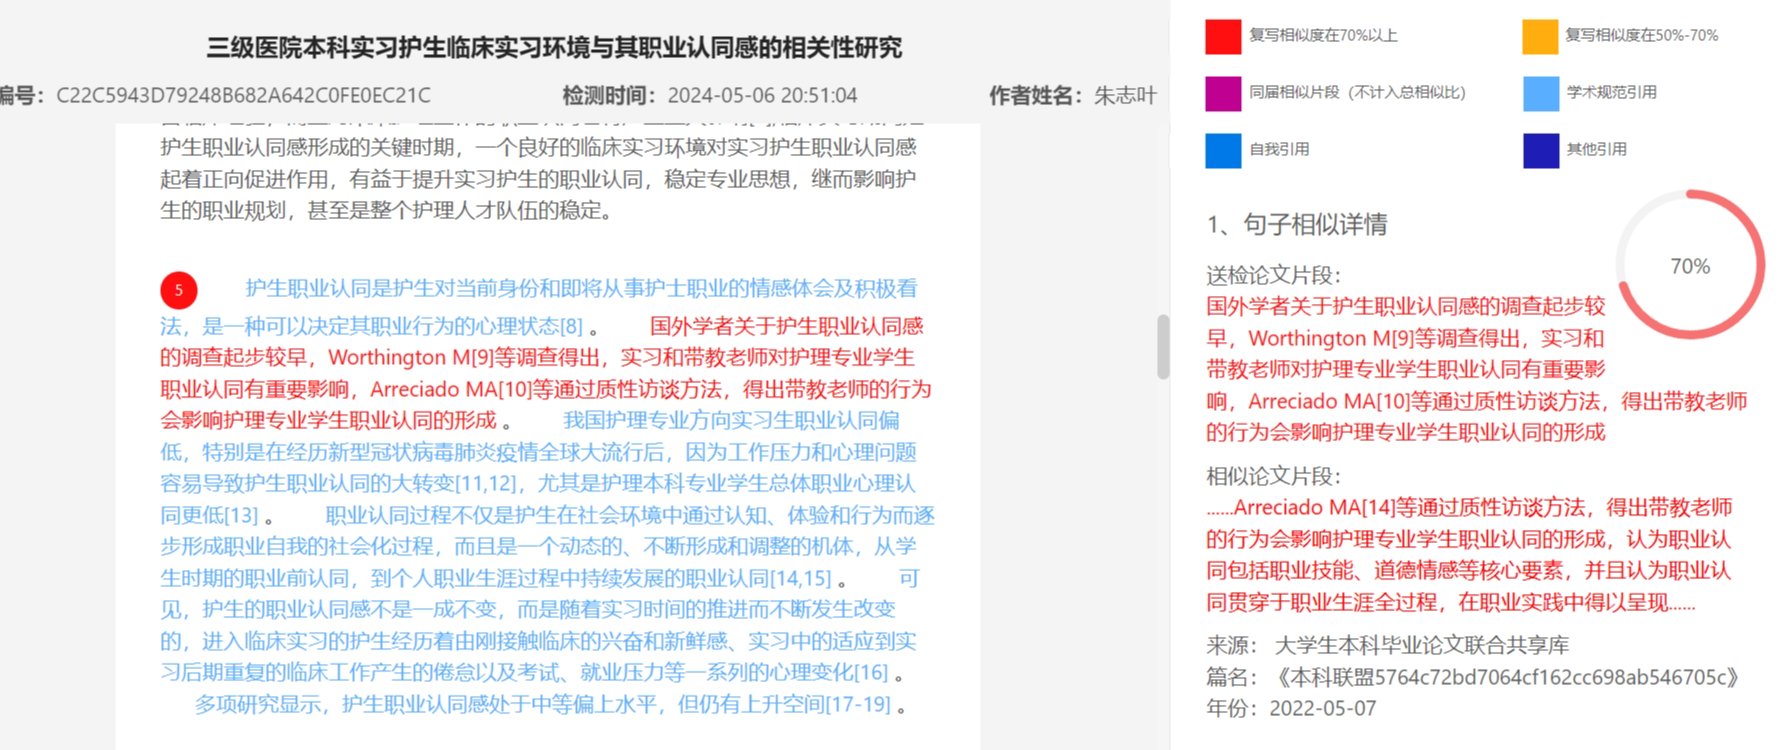 三级医院本科实习护生临床实习环境与其职业认同感的相关性研究
编号：C22C5943D79248B682A642C0FE0EC21C 检测时间：2024-05-06 20:51:04 作者姓名：朱志叶
护生职业认同感形成的关键时期，一个良好的临床实习环境对实习护生职业认同感
起着正向促进作用，有益于提升实习护生的职业认同，稳定专业思想，继而影响护
生的职业规划，甚至是整个护理人才队伍的稳定。
5 护生职业认同是护生对当前身份和即将从事护士职业的情感体会及积极看
法，是一种可以决定其职业行为的心理状态[8] 。 国外学者关于护生职业认同感
的调查起步较早，Worthington M[9]等调查得出，实习和带教老师对护理专业学生
职业认同有重要影响，Arreciado MA[10]等通过质性访谈方法，得出带教老师的行为
会影响护理专业学生职业认同的形成 。 我国护理专业方向实习生职业认同偏
低，特别是在经历新型冠状病毒肺炎疫情全球大流行后，因为工作压力和心理问题
容易导致护生职业认同的大转变[11,12]，尤其是护理本科专业学生总体职业心理认
同更低[13] 。 职业认同过程不仅是护生在社会环境中通过认知、体验和行为而逐
步形成职业自我的社会化过程，而且是一个动态的、不断形成和调整的机体，从学
生时期的职业前认同，到个人职业生涯过程中持续发展的职业认同[14,15] 。 可
见，护生的职业认同感不是一成不变，而是随着实习时间的推进而不断发生改变
的，进入临床实习的护生经历着由刚接触临床的兴奋和新鲜感、实习中的适应到实
习后期重复的临床工作产生的倦怠以及考试、就业压力等一系列的心理变化[16] 。
多项研究显示，护生职业认同感处于中等偏上水平，但仍有上升空间[17-19] 。
复写相似度在70%以上 复写相似度在50%-70%
同届相似片段（不计入总相似比） 学术规范引用
自我引用 其他引用
1、句子相似详情
70%
送检论文片段：
国外学者关于护生职业认同感的调查起步较
早，Worthington M[9]等调查得出，实习和
带教老师对护理专业学生职业认同有重要影
响，Arreciado MA[10]等通过质性访谈方法，得出带教老师
的行为会影响护理专业学生职业认同的形成
相似论文片段：
......Arreciado MA[14]等通过质性访谈方法，得出带教老师
的行为会影响护理专业学生职业认同的形成，认为职业认
同包括职业技能、道德情感等核心要素，并且认为职业认
同贯穿于职业生涯全过程，在职业实践中得以呈现......
来源： 大学生本科毕业论文联合共享库
篇名：《本科联盟5764c72bd7064cf162cc698ab546705c》
年份：2022-05-07